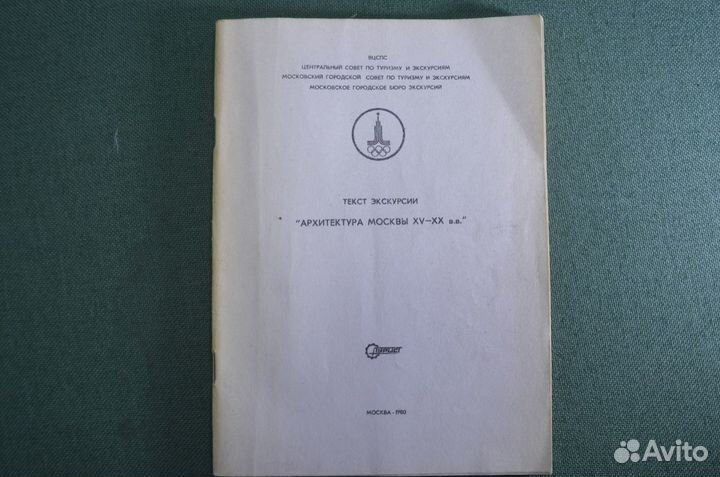 ВЦСПС
ЦЕНТРАЛЬНЫЙ СОВЕТ ПО ТУРИЗМУ И ЭКСКУРСИЯМ
МОСКОВСКИЙ ГОРОДСКОЙ СОВЕТ ПО ТУРИЗМУ И ЭКСКУРСИЯМ
МОСКОВСКОЕ ГОРОДСКОЕ БЮРО ЭКСКУРСИЙ
ТЕКСТ ЭКСКУРСИИ
"АРХИТЕКТУРА МОСКВЫ XV–XX в.в."
Турист
МОСКВА - 1980
Avito